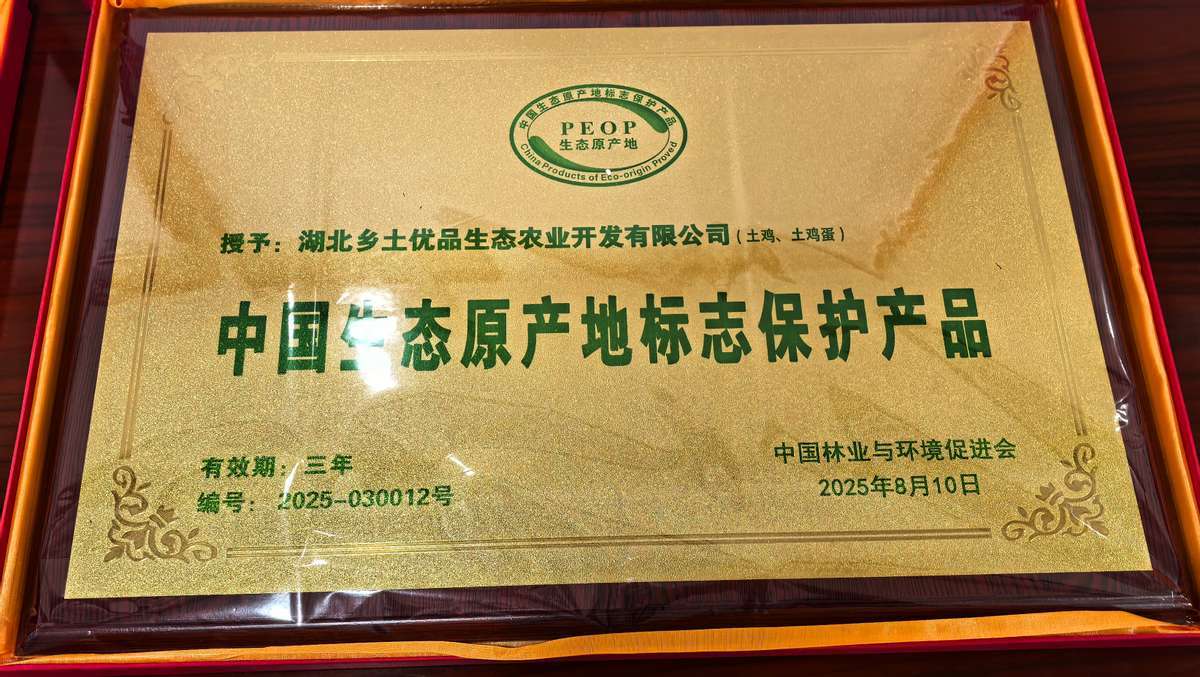 中国生态原产地标志保护产品
PEOP
生态原产地
China Products of Eco-origin Proved
授予：湖北乡土优品生态农业开发有限公司（土鸡、土鸡蛋）
中国生态原产地标志保护产品
有效期：三年
中国林业与环境促进会
编号：2025-030012号
2025年8月10日